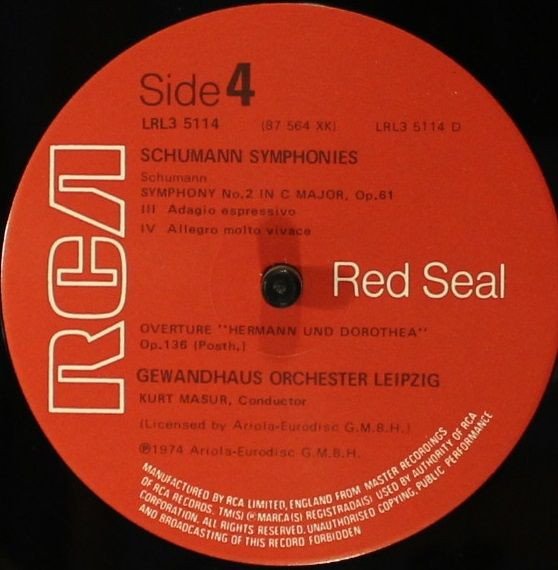 Side 4
LRL3 5114 (87 564 XK) LRL3 5114 D
SCHUMANN SYMPHONIES
Schumann
SYMPHONY No.2 IN C MAJOR, Op.61
III Adagio espressivo
IV Allegro molto vivace
RCA
Red Seal
OVERTURE "HERMANN UND DOROTHEA"
Op.136 (Posth.)
GEWANDHAUS ORCHESTER LEIPZIG
KURT MASUR, Conductor
(Licensed by Ariola-Eurodisc G.M.B.H.)
℗1974 Ariola-Eurodisc G.M.B.H.
MANUFACTURED BY RCA LIMITED, ENGLAND FROM MASTER RECORDINGS
OF RCA RECORDS. TM(S) ® MARCA(S) REGISTRADA(S) USED BY AUTHORITY OF RCA
CORPORATION. ALL RIGHTS RESERVED. UNAUTHORISED COPYING, PUBLIC PERFORMANCE
AND BROADCASTING OF THIS RECORD FORBIDDEN